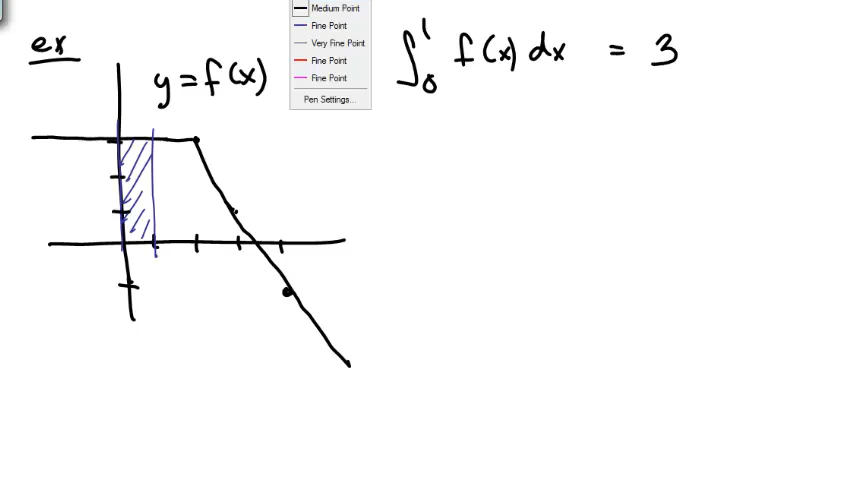 Medium Point
Fine Point
Very Fine Point
Fine Point
Fine Point
Pen Settings...
ex
y = f(x)
∫₀¹ f(x) dx = 3